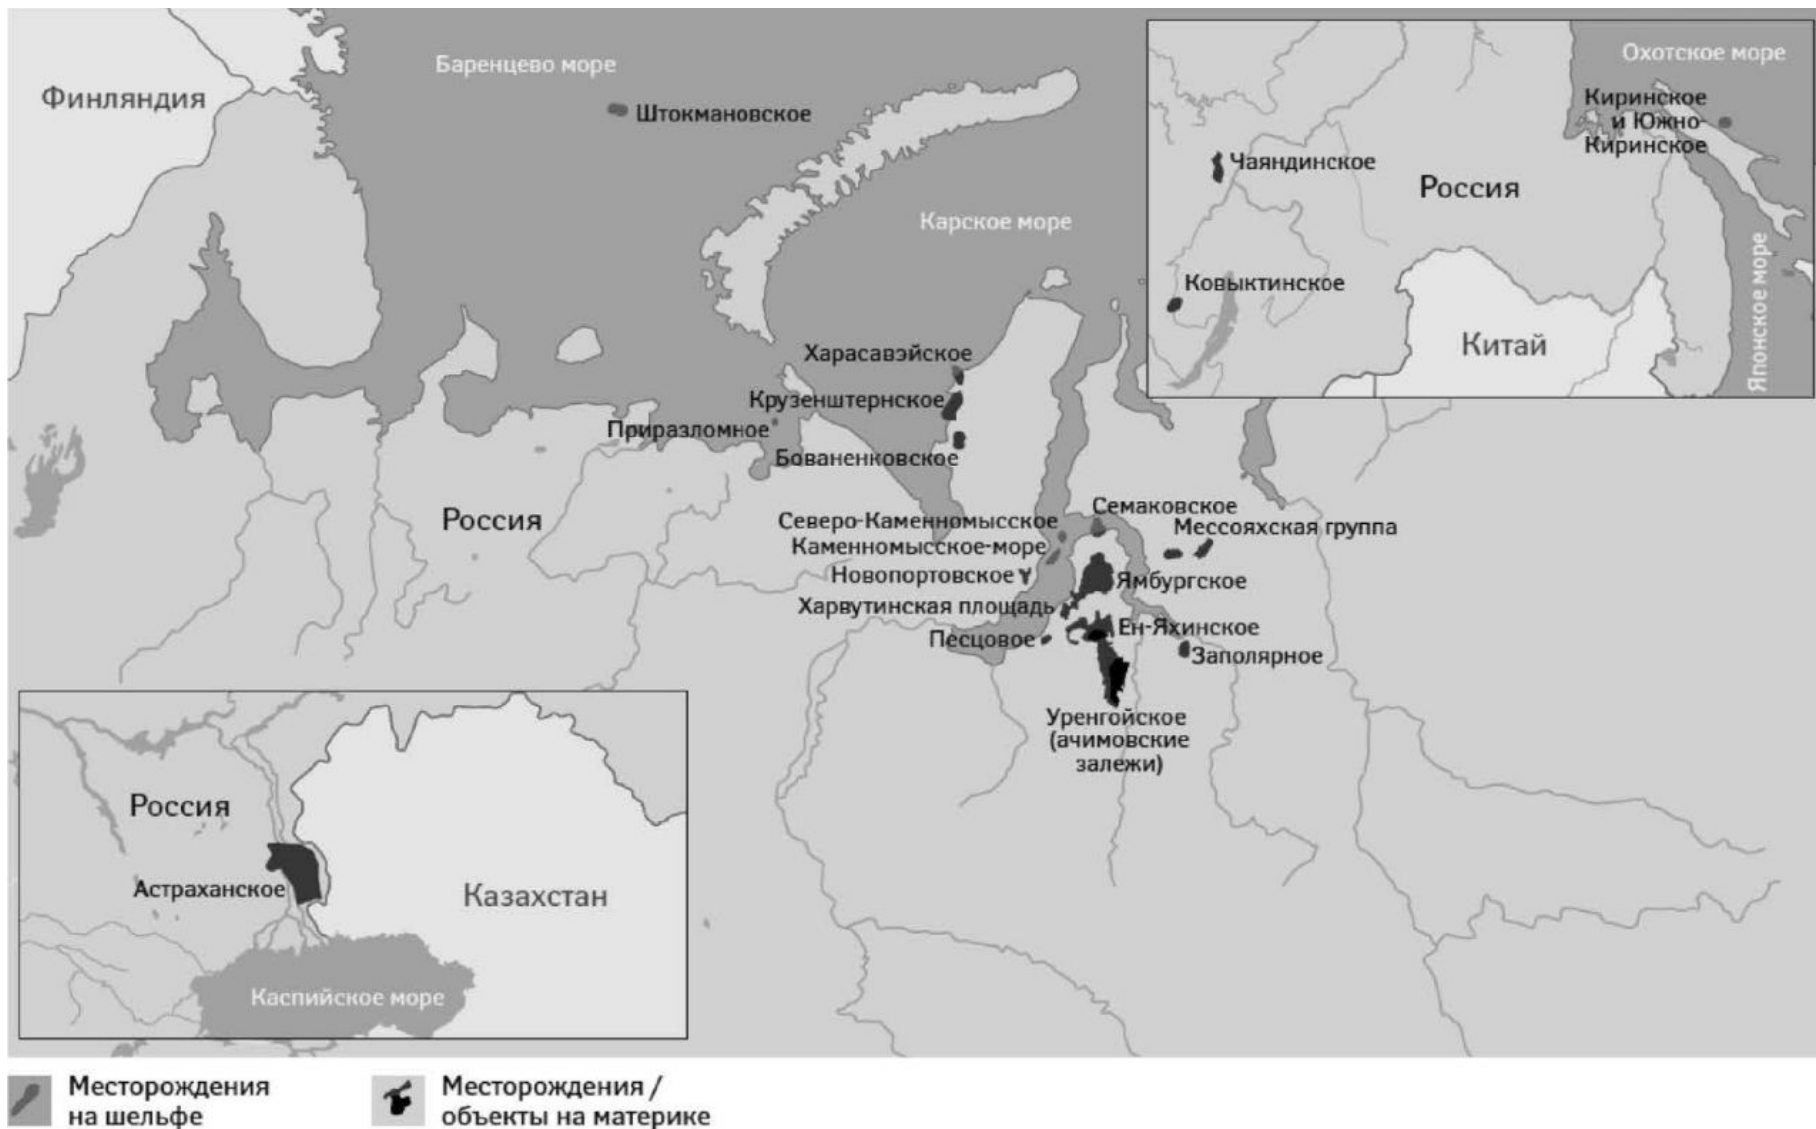 Баренцево море
Финляндия
Штокмановское
Карское море
Харасавэйское
Крузенштернское
Приразломное
Бованенковское
Россия
Северо-Каменномысское
Каменномысское-море
Новопортовское
Харвутинская площадь
Песцовое
Семаковское
Мессояхская группа
Ямбургское
Ен-Яхинское
Заполярное
Уренгойское
(ачимовские
залежи)
Охотское море
Киринское
и Южно-
Киринское
Чаяндинское
Россия
Ковыктинское
Китай
Японское море
Россия
Астраханское
Казахстан
Каспийское море
Месторождения
на шельфе
Месторождения /
объекты на материке